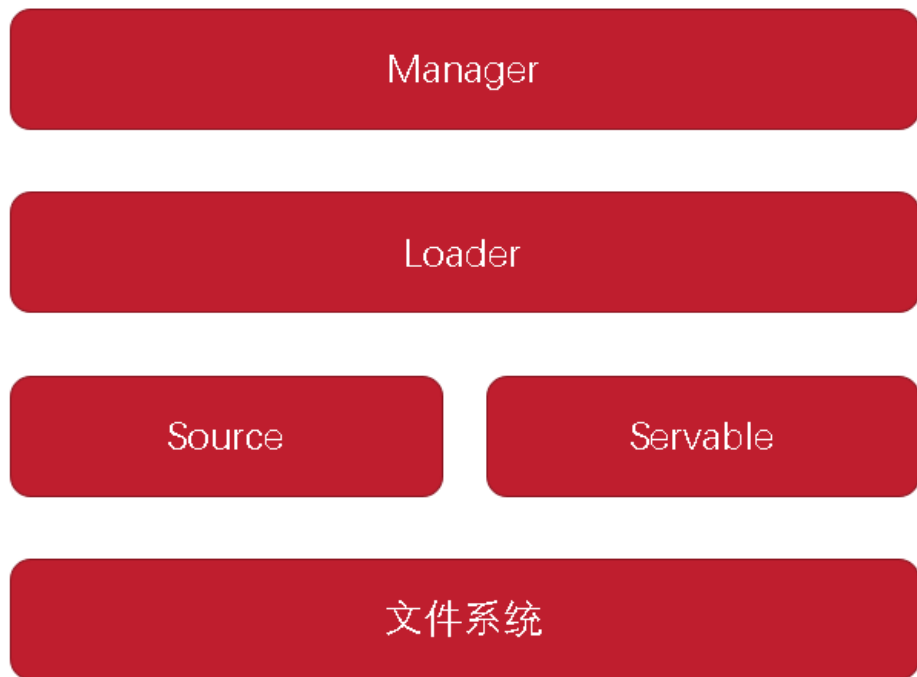 Manager
Loader
Source
Servable
文件系统